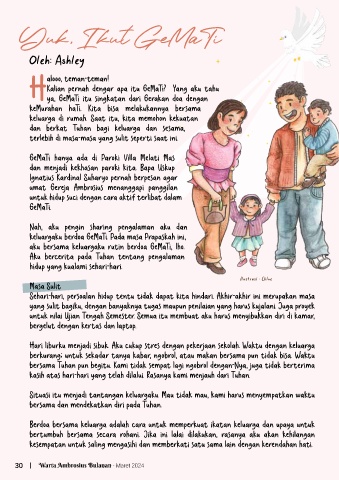 Yuk, Ikut GeMaTi
Oleh: Ashley
Halooo, teman-teman!
Kalian pernah dengar apa itu GeMaTi? Yang aku tahu
ya, GeMaTi itu singkatan dari Gerakan doa dengan
keMurahan haTi. Kita bisa melakukannya bersama
keluarga di rumah. Saat itu, kita memohon kekuatan
dan berkat Tuhan bagi keluarga dan sesama,
terlebih di masa-masa yang sulit seperti saat ini.
GeMaTi hanya ada di Paroki Villa Melati Mas
dan menjadi kekhasan paroki kita. Bapa Uskup
Ignatius Kardinal Suharyo pernah berpesan agar
umat Gereja Ambrosius menanggapi panggilan
untuk hidup suci dengan cara aktif terlibat dalam
GeMaTi.
Nah, aku pengin sharing pengalaman aku dan
keluargaku berdoa GeMaTi. Pada masa Prapaskah ini,
aku bersama keluargaku rutin berdoa GeMaTi, lho.
Aku bercerita pada Tuhan tentang pengalaman
hidup yang kualami sehari-hari.
Ilustrasi : Chloe
Masa Sulit
Sehari-hari, persoalan hidup tentu tidak dapat kita hindari. Akhir-akhir ini merupakan masa
yang sulit bagiku, dengan banyaknya tugas maupun penilaian yang harus kujalani. Juga proyek
untuk nilai Ujian Tengah Semester. Semua itu membuat aku harus menyibukkan diri di kamar,
bergelut dengan kertas dan laptop.
Hari liburku menjadi sibuk. Aku cukup stres dengan pekerjaan sekolah. Waktu dengan keluarga
berkurang; untuk sekadar tanya kabar, ngobrol, atau makan bersama pun tidak bisa. Waktu
bersama Tuhan pun begitu. Kami tidak sempat lagi ngobrol dengan-Nya, juga tidak berterima
kasih atas hari-hari yang telah dilalui. Rasanya kami menjauh dari Tuhan.
Situasi itu menjadi tantangan keluargaku. Mau tidak mau, kami harus menyempatkan waktu
bersama dan mendekatkan diri pada Tuhan.
Berdoa bersama keluarga adalah cara untuk memperkuat ikatan keluarga dan upaya untuk
bertumbuh bersama secara rohani. Jika ini lalai dilakukan, rasanya aku akan kehilangan
kesempatan untuk saling mengasihi dan memberkati satu sama lain dengan kerendahan hati.
30 | Warta Ambrosius Bulanan - Maret 2024